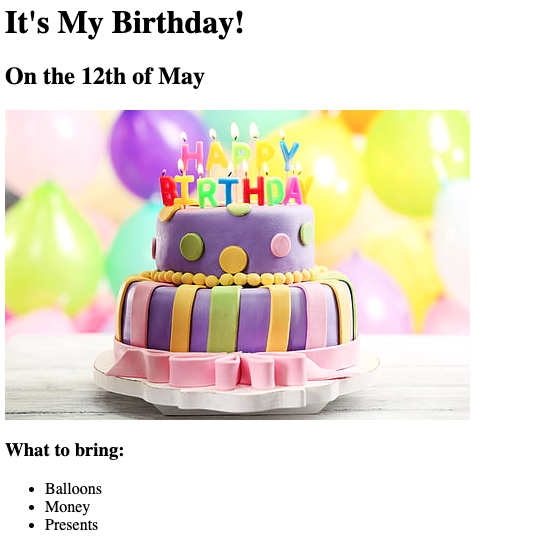 It's My Birthday!
On the 12th of May
HAPPY
BIRTHDAY
What to bring:
Balloons
Money
Presents